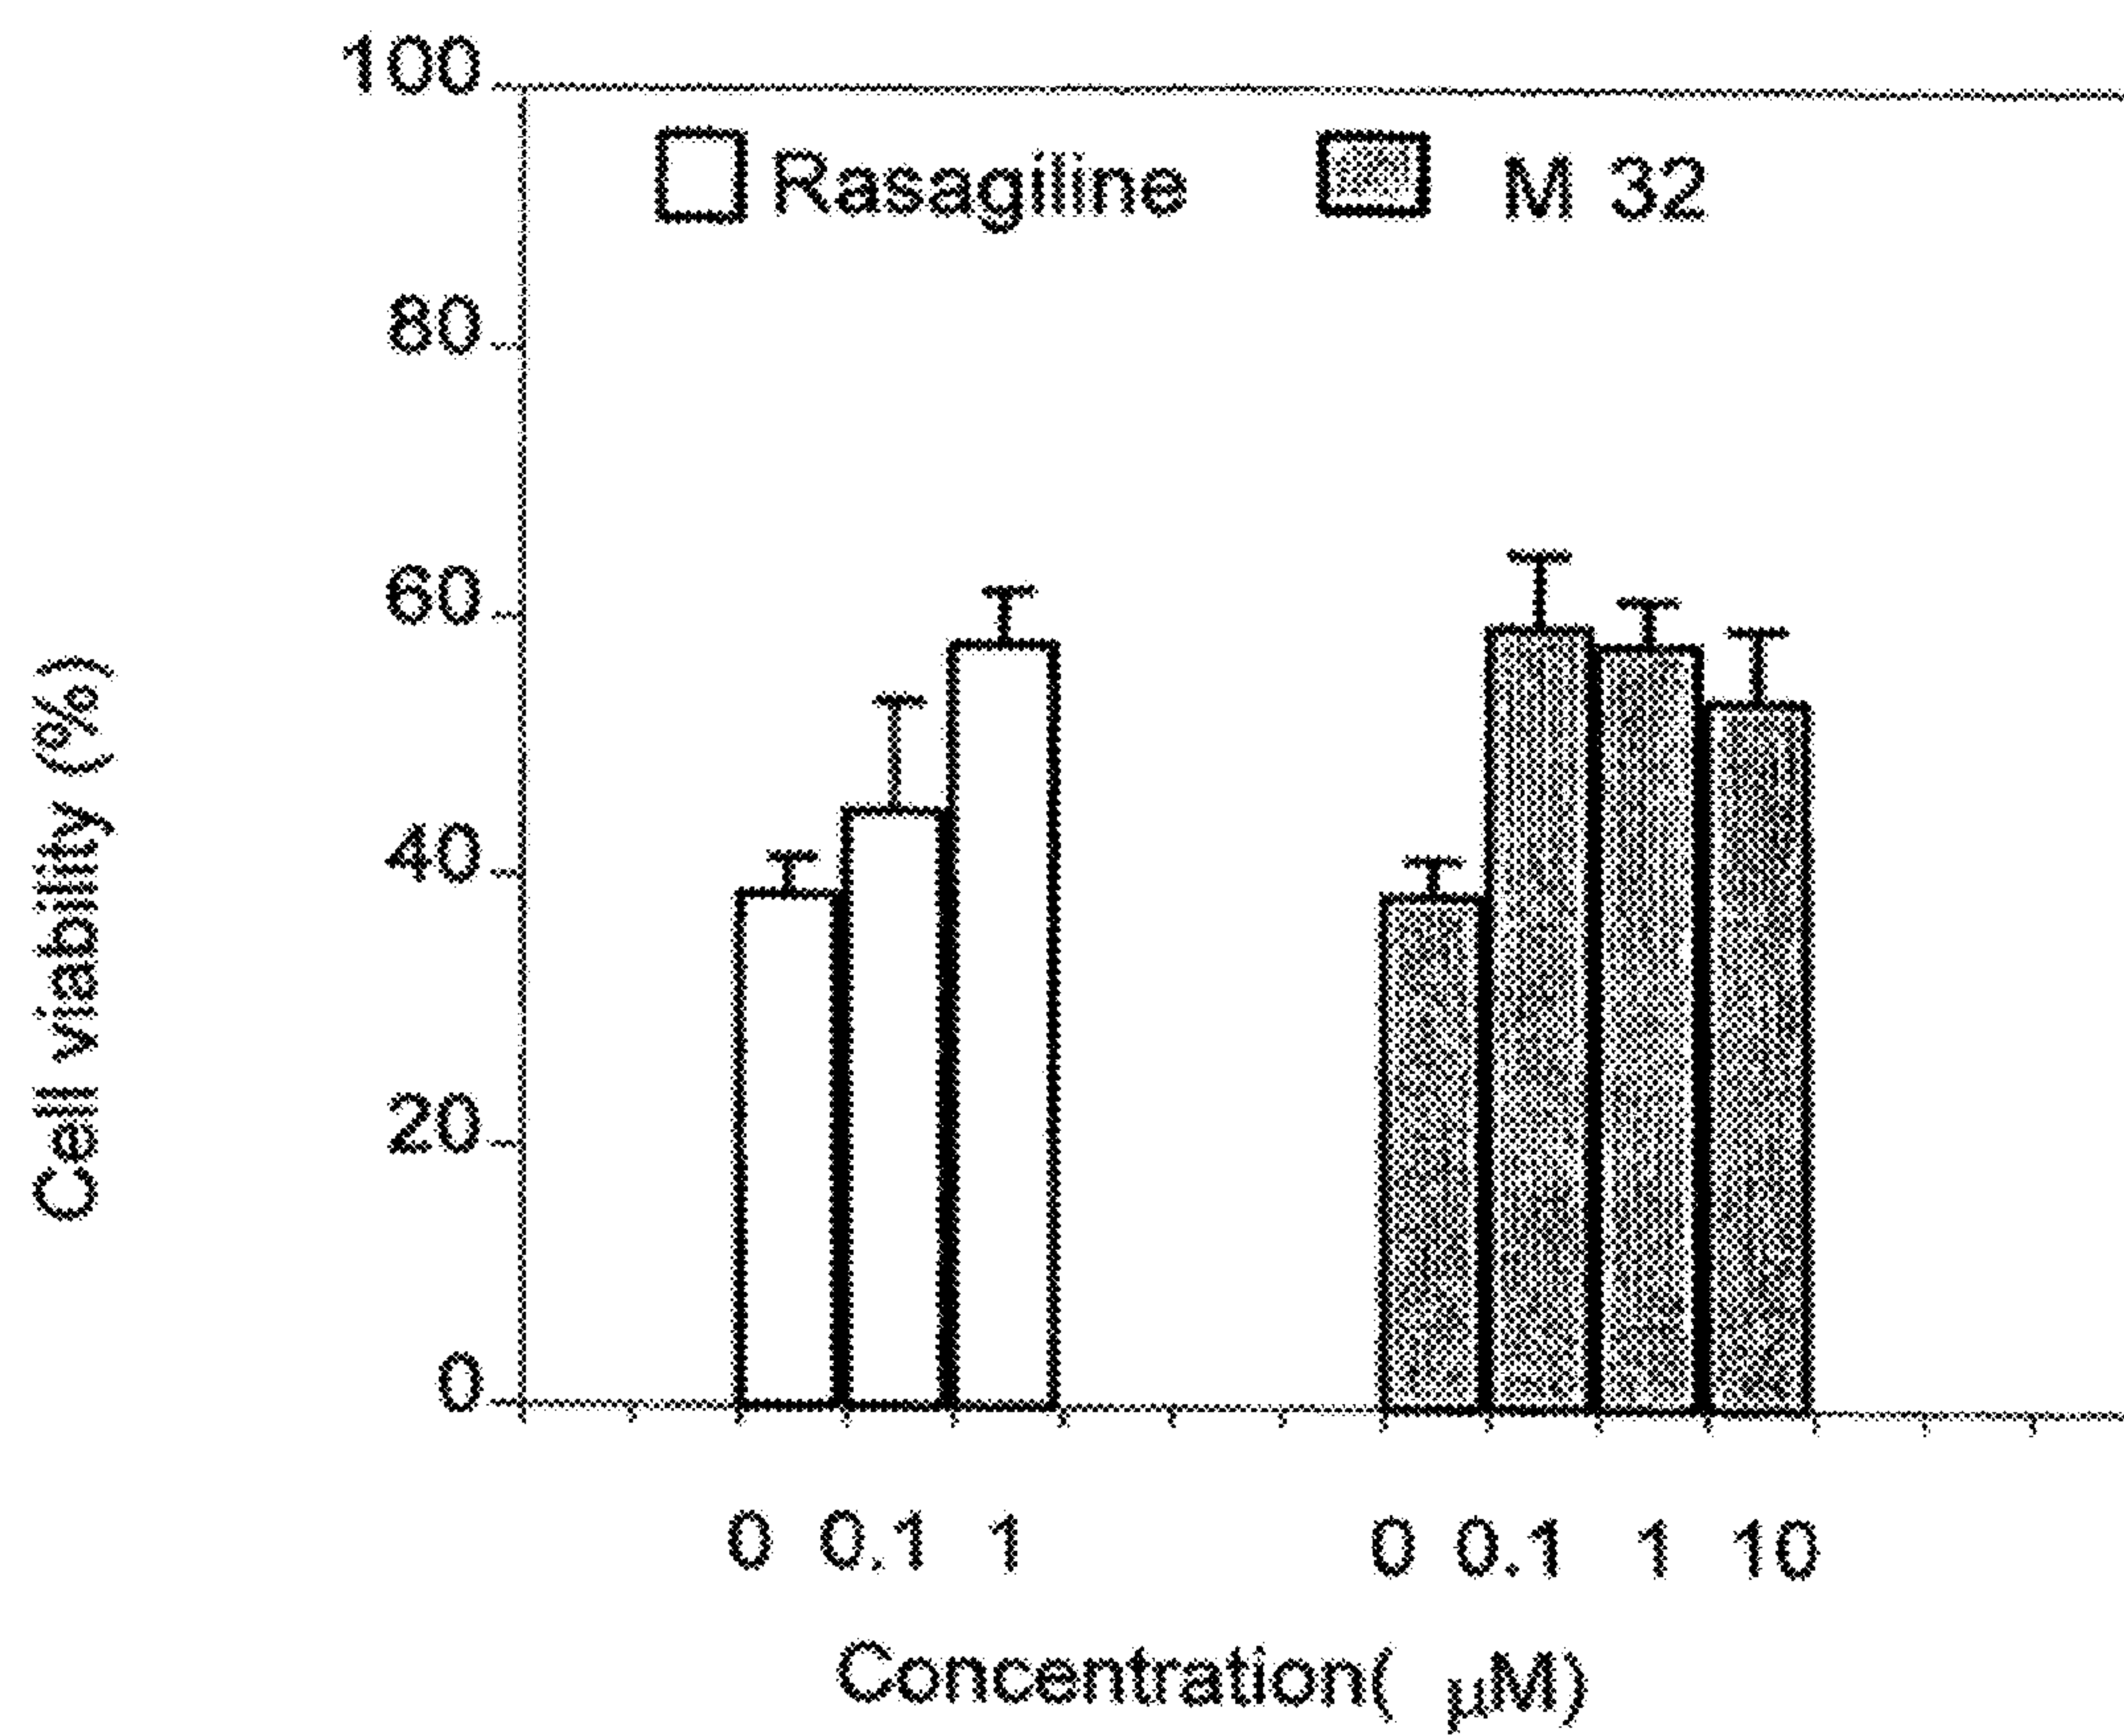 100
Rasagiline M 32
80
60
Cell viability (%)
40
20
0
0 0.1 1 0 0.1 1 10
Concentration( μM)